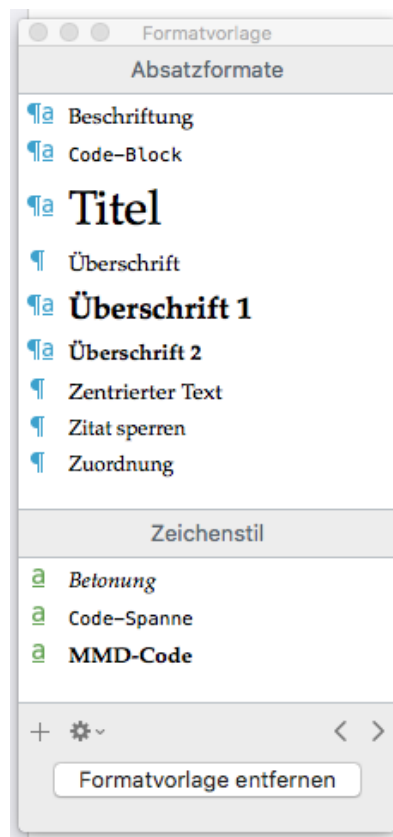 Formatvorlage
Absatzformate
¶a Beschriftung
¶a Code-Block
¶a Titel
¶ Überschrift
¶a Überschrift 1
¶a Überschrift 2
¶ Zentrierter Text
¶ Zitat sperren
¶ Zuordnung
Zeichenstil
a Betonung
a Code-Spanne
a MMD-Code
Formatvorlage entfernen